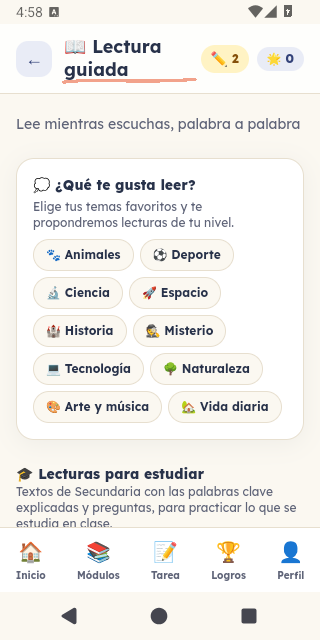 4:58
Lectura guiada
2
0
Lee mientras escuchas, palabra a palabra
¿Qué te gusta leer?
Elige tus temas favoritos y te
propondremos lecturas de tu nivel.
Animales
Deporte
Ciencia
Espacio
Historia
Misterio
Tecnología
Naturaleza
Arte y música
Vida diaria
Lecturas para estudiar
Textos de Secundaria con las palabras clave
explicadas y preguntas, para practicar lo que se
estudia en clase.
Inicio
Módulos
Tarea
Logros
Perfil